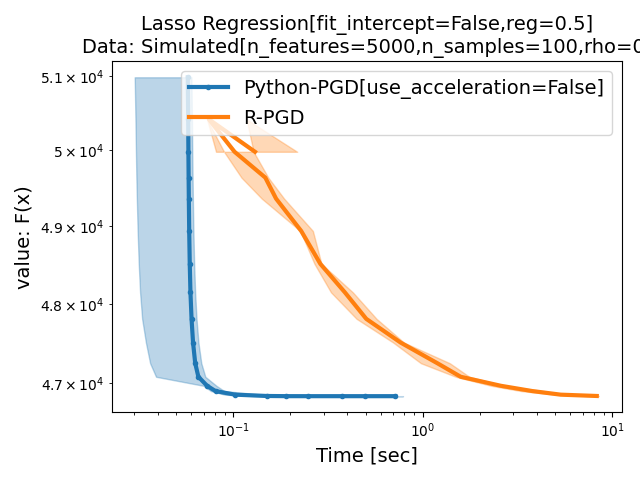 Lasso Regression[fit_intercept=False,reg=0.5]
Data: Simulated[n_features=5000,n_samples=100,rho=0
Python-PGD[use_acceleration=False]
R-PGD
value: F(x)
5.1 × 10⁴
5 × 10⁴
4.9 × 10⁴
4.8 × 10⁴
4.7 × 10⁴
10⁻¹ 10⁰ 10¹
Time [sec]